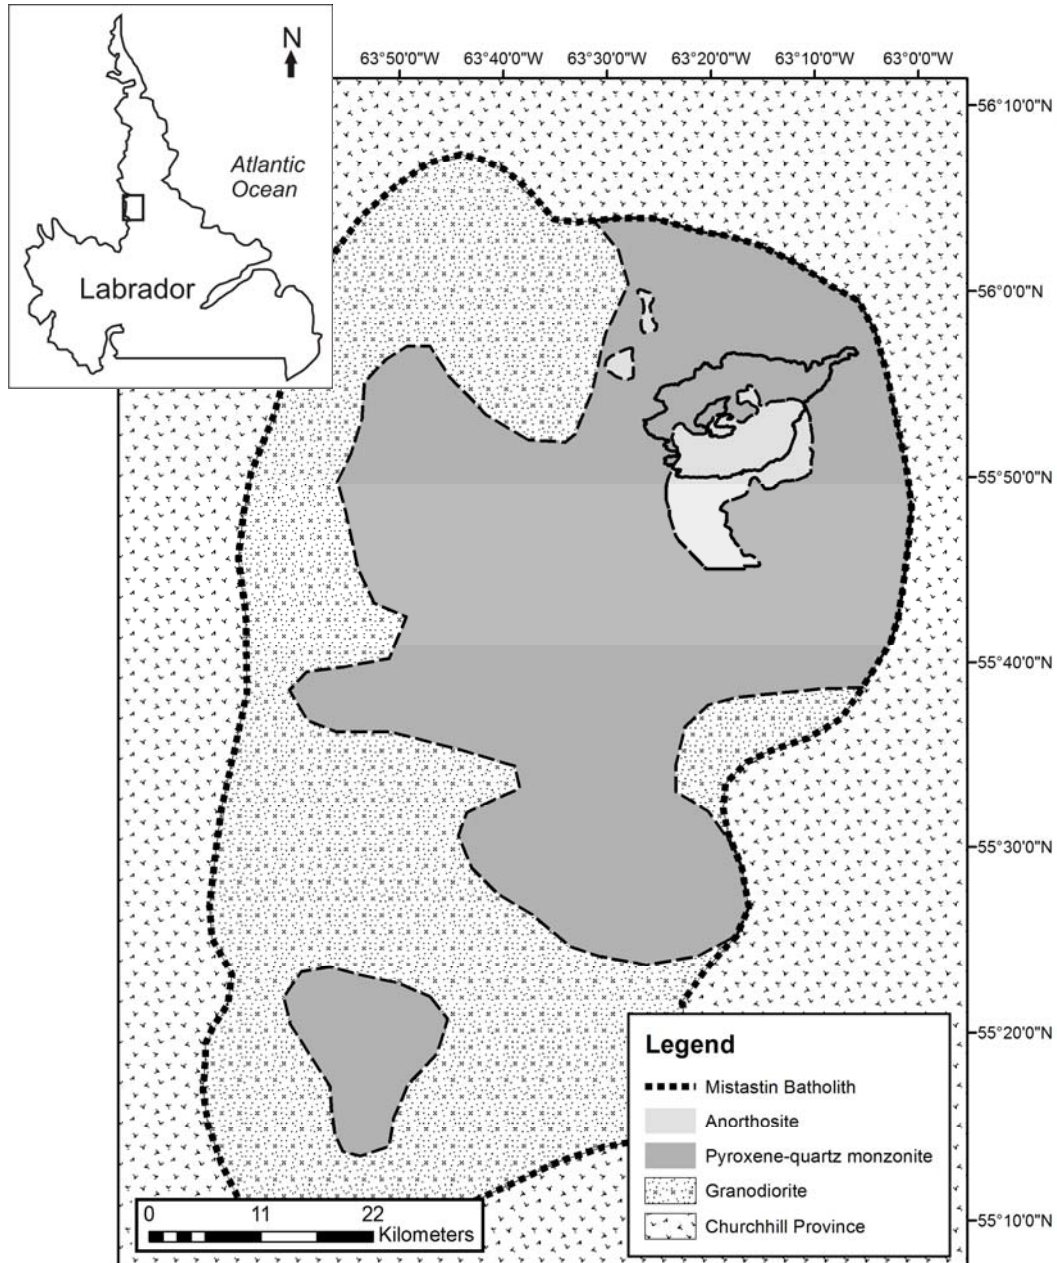 N
Atlantic
Ocean
Labrador
63°50'0"W 63°40'0"W 63°30'0"W 63°20'0"W 63°10'0"W 63°0'0"W
56°10'0"N
56°0'0"N
55°50'0"N
55°40'0"N
55°30'0"N
55°20'0"N
55°10'0"N
Legend
Mistastin Batholith
Anorthosite
Pyroxene-quartz monzonite
Granodiorite
Churchhill Province
0 11 22
Kilometers